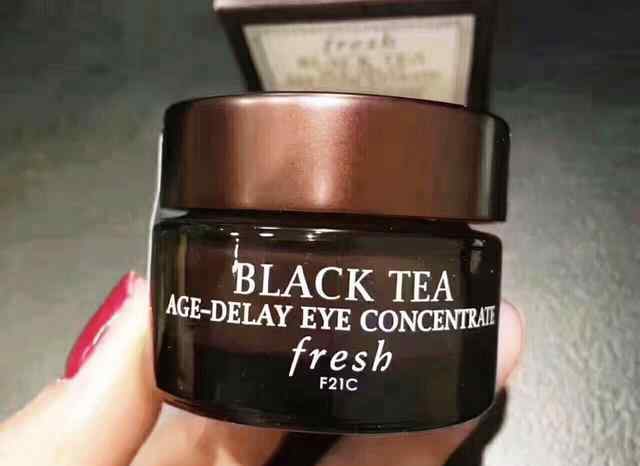 fresh
BLACK TEA
BLACK TEA
AGE-DELAY EYE CONCENTRATE
fresh
F21C